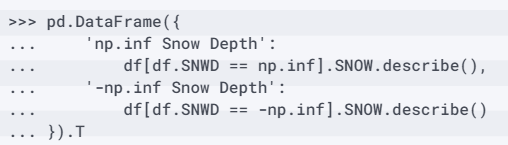 >>> pd.DataFrame({
...     'np.inf Snow Depth':
...         df[df.SNWD == np.inf].SNOW.describe(),
...     '-np.inf Snow Depth':
...         df[df.SNWD == -np.inf].SNOW.describe()
... }).T